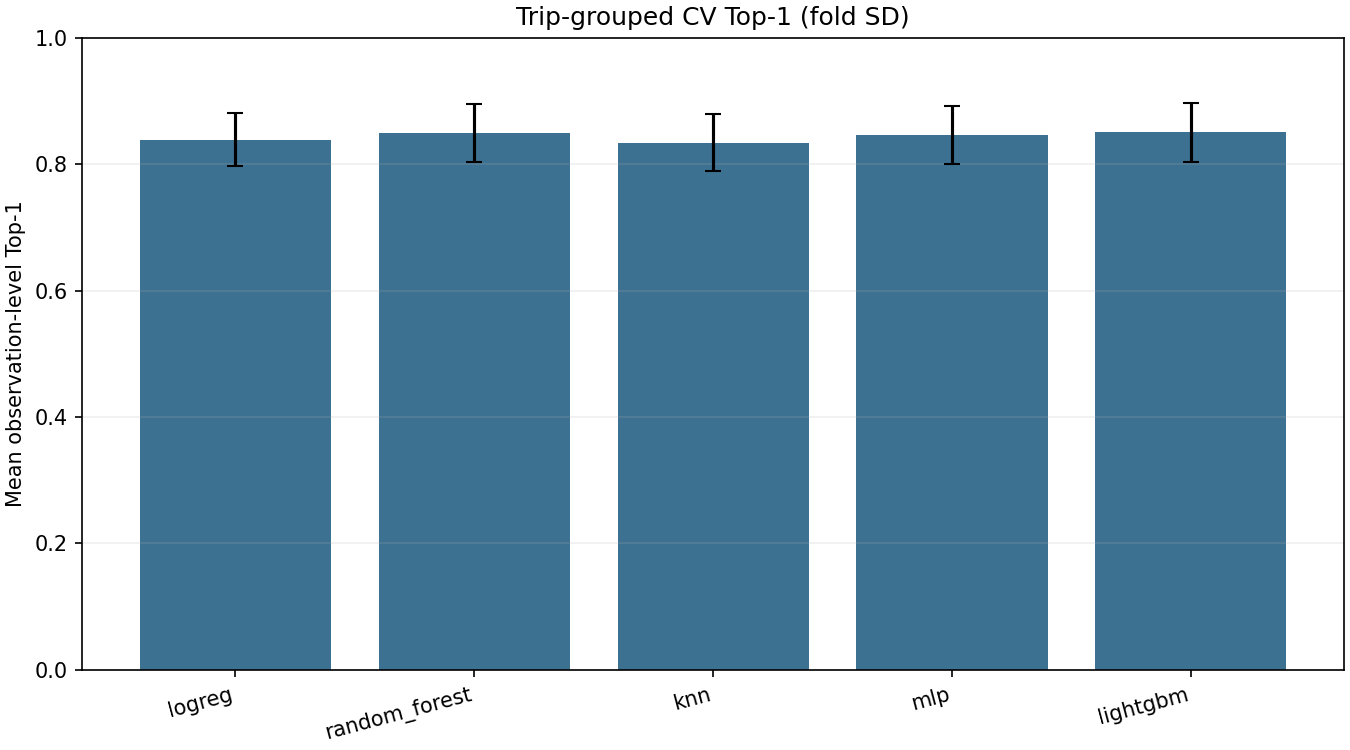 Trip-grouped CV Top-1 (fold SD)
Mean observation-level Top-1
1.0
0.8
0.6
0.4
0.2
0.0
logreg
random_forest
knn
mlp
lightgbm